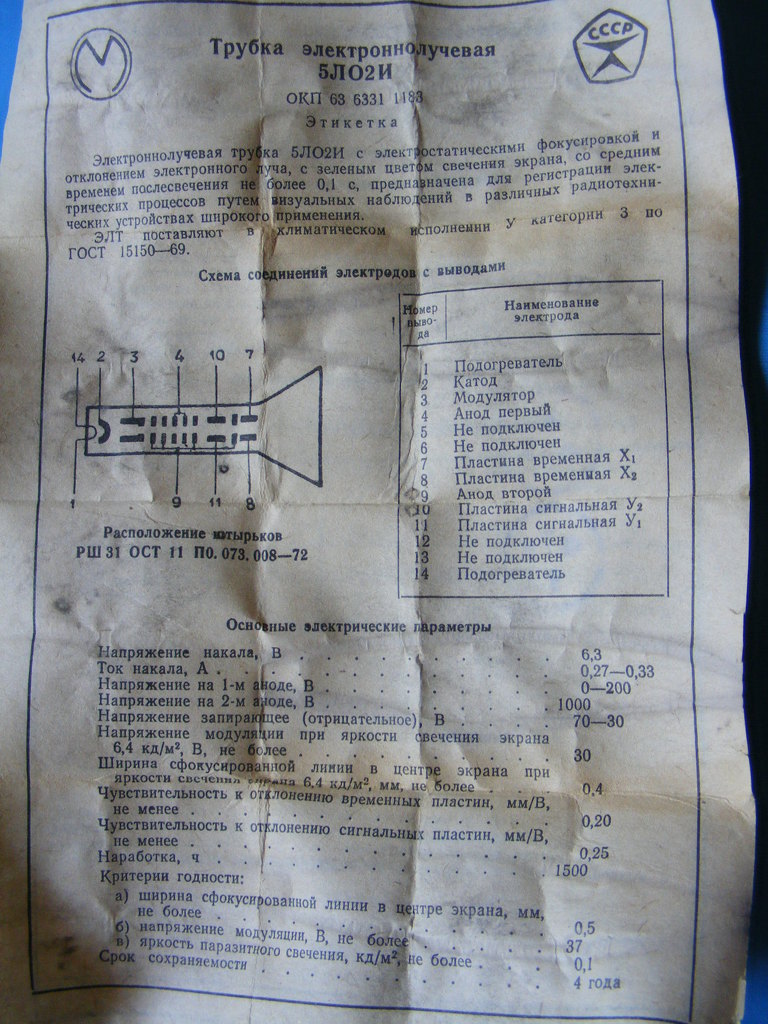 СССР
Трубка электроннолучевая
5ЛО2И
ОКП 63 6331 1183
Этикетка
Электроннолучевая трубка 5ЛО2И с электростатическими фокусировкой и
отклонением электронного луча, с зеленым цветом свечения экрана, со средним
временем послесвечения не более 0,1 с, предназначена для регистрации элек-
трических процессов путем визуальных наблюдений в различных радиотехни-
ческих устройствах широкого применения.
ЭЛТ поставляют в климатическом исполнении У категории 3 по
ГОСТ 15150—69.
Схема соединений электродов с выводами
14 2 3 4 10 7
1 9 11 8
Расположение штырьков
РШ 31 ОСТ 11 П0.073.008—72
Номер
выво-
да
Наименование
электрода
1 Подогреватель
2 Катод
3 Модулятор
4 Анод первый
5 Не подключен
6 Не подключен
7 Пластина временная X₁
8 Пластина временная X₂
9 Анод второй
10 Пластина сигнальная У₂
11 Пластина сигнальная У₁
12 Не подключен
13 Не подключен
14 Подогреватель
Основные электрические параметры
Напряжение накала, В . . . . . . . . 6,3
Ток накала, А . . . . . . . . 0,27—0,33
Напряжение на 1-м аноде, В . . . . . . . . 0—200
Напряжение на 2-м аноде, В . . . . . . . . 1000
Напряжение запирающее (отрицательное), В . . . . 70—30
Напряжение модуляции при яркости свечения экрана
6,4 кд/м², В, не более . . . . . . . . 30
Ширина сфокусированной линии в центре экрана при
яркости свечения экрана 6,4 кд/м², мм, не более . . . 0,4
Чувствительность к отклонению временных пластин, мм/В,
не менее . . . . . . . . 0,20
Чувствительность к отклонению сигнальных пластин, мм/В,
не менее . . . . . . . . 0,25
Наработка, ч . . . . . . . . 1500
Критерии годности:
а) ширина сфокусированной линии в центре экрана, мм,
не более . . . . . . . . 0,5
б) напряжение модуляции, В, не более . . . . 37
в) яркость паразитного свечения, кд/м², не более . . . 0,1
Срок сохраняемости . . . . . . . . 4 года